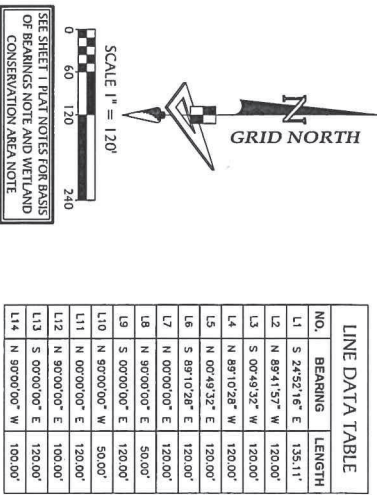 N
GRID NORTH
SCALE 1" = 120'
0 60 120 240
SEE SHEET 1 PLAT NOTES FOR BASIS
OF BEARINGS NOTE AND WETLAND
CONSERVATION AREA NOTE
LINE DATA TABLE
NO. BEARING LENGTH
L1 S 24°52'16" E 135.11'
L2 N 89°41'57" W 120.00'
L3 S 00°49'32" W 120.00'
L4 N 89°10'28" W 120.00'
L5 N 00°49'32" E 120.00'
L6 S 89°10'28" E 120.00'
L7 N 00°00'00" E 120.00'
L8 N 90°00'00" E 50.00'
L9 S 00°00'00" E 120.00'
L10 N 90°00'00" W 50.00'
L11 N 00°00'00" E 120.00'
L12 N 90°00'00" E 100.00'
L13 S 00°00'00" E 120.00'
L14 N 90°00'00" W 100.00'